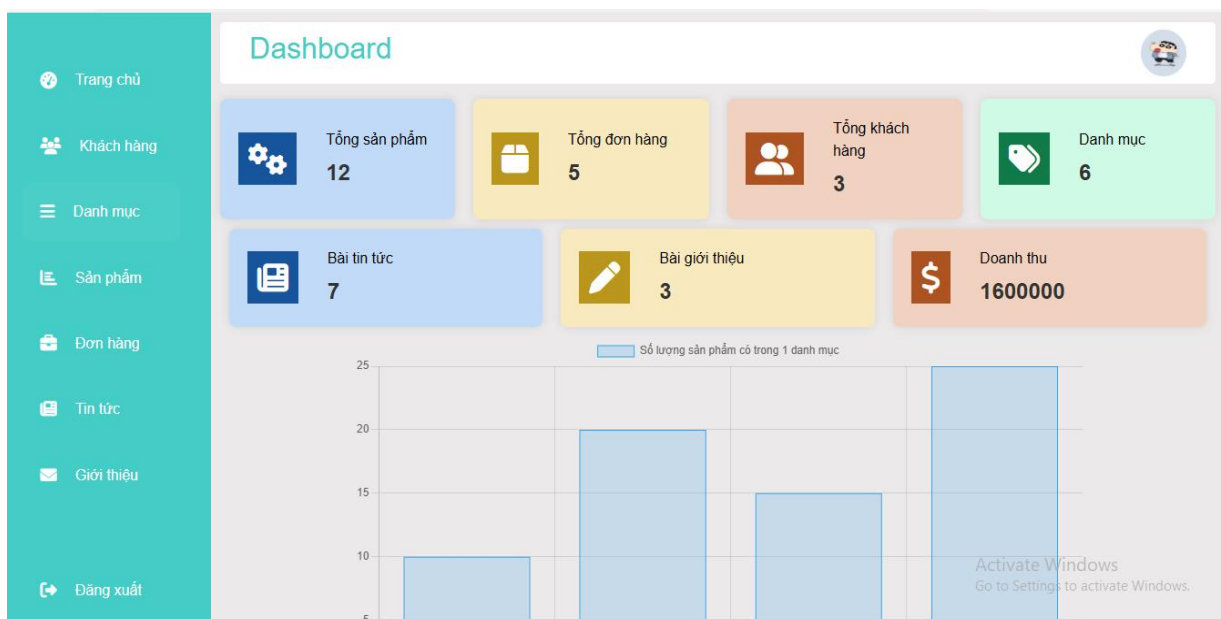 Dashboard
Trang chủ
Khách hàng
Danh mục
Sản phẩm
Đơn hàng
Tin tức
Giới thiệu
Đăng xuất
Tổng sản phẩm
12
Tổng đơn hàng
5
Tổng khách
hàng
3
Danh mục
6
Bài tin tức
7
Bài giới thiệu
3
Doanh thu
1600000
Số lượng sản phẩm có trong 1 danh mục
25
20
15
10
5
Activate Windows
Go to Settings to activate Windows.